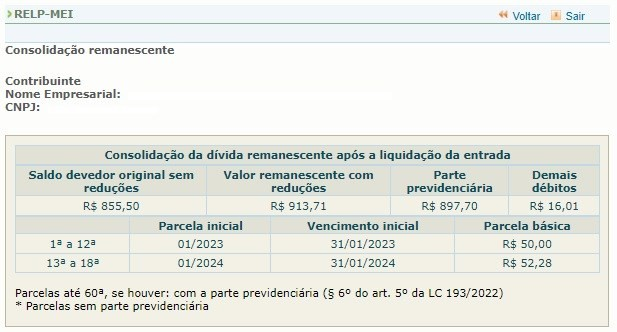 RELP-MEI
Voltar Sair
Consolidação remanescente
Contribuinte
Nome Empresarial:
CNPJ:
Consolidação da dívida remanescente após a liquidação da entrada
Saldo devedor original sem reduções Valor remanescente com reduções Parte previdenciária Demais débitos
R$ 855,50 R$ 913,71 R$ 897,70 R$ 16,01
Parcela inicial Vencimento inicial Parcela básica
1ª a 12ª 01/2023 31/01/2023 R$ 50,00
13ª a 18ª 01/2024 31/01/2024 R$ 52,28
Parcelas até 60ª, se houver: com a parte previdenciária (§ 6º do art. 5º da LC 193/2022)
* Parcelas sem parte previdenciária